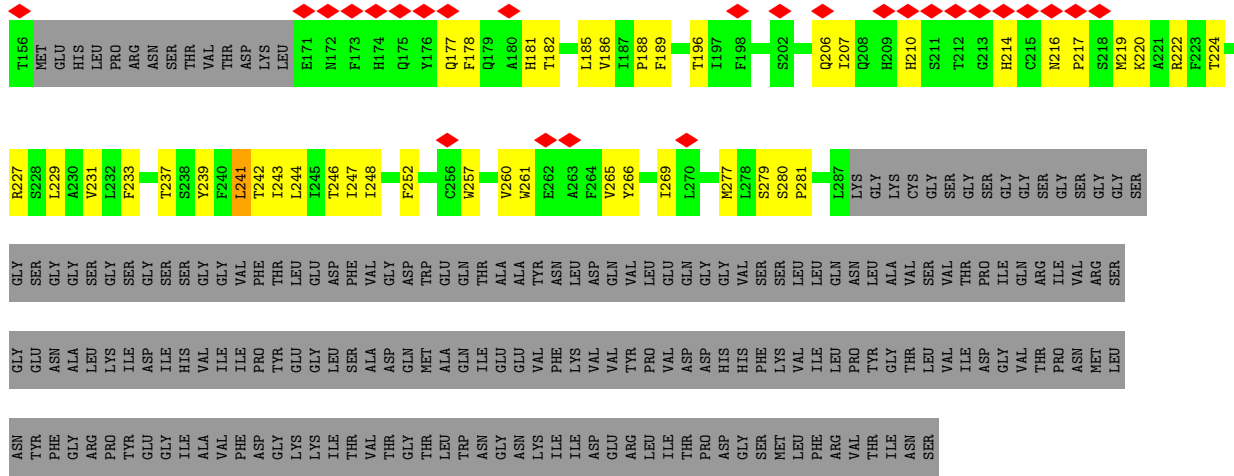 T156 MET GLU HIS LEU PRO ARG ASN SER THR VAL THR ASP LYS LEU E171 N172 F173 H174 Q175 Y176 Q177 F178 Q179 A180 H181 T182 L185 V186 I187 P188 F189 T196 I197 F198 S202 Q206 I207 Q208 H209 H210 S211 T212 G213 H214 C215 N216 P217 S218 M219 K220 A221 R222 F223 T224
R227 S228 L229 A230 V231 L232 F233 T237 S238 Y239 F240 L241 T242 I243 L244 I245 T246 I247 I248 F252 C256 W257 V260 W261 E262 A263 F264 V265 Y266 I269 L270 M277 L278 S279 S280 P281 L287 LYS GLY LYS CYS GLY SER GLY SER GLY GLY SER GLY SER GLY GLY SER
GLY SER GLY GLY SER GLY SER GLY SER SER GLY GLY VAL PHE THR LEU GLU ASP PHE VAL GLY ASP TRP GLU GLN THR ALA ALA TYR ASN LEU ASP GLN VAL LEU GLU GLN GLY GLY VAL SER SER LEU LEU GLN ASN LEU ALA VAL SER VAL THR PRO ILE GLN ARG ILE VAL ARG SER
GLY GLU ASN ALA LEU LYS ILE ASP ILE HIS VAL ILE ILE PRO TYR GLU GLY LEU SER ALA ASP GLN MET ALA GLN ILE GLU GLU VAL PHE LYS VAL VAL TYR PRO VAL ASP ASP HIS HIS PHE LYS VAL ILE LEU PRO TYR GLY THR LEU VAL ILE ASP GLY VAL THR PRO ASN MET LEU
ASN TYR PHE GLY ARG PRO TYR GLU GLY ILE ALA VAL PHE ASP GLY LYS LYS ILE THR VAL THR GLY THR LEU TRP ASN GLY ASN LYS ILE ILE ASP GLU ARG LEU ILE THR PRO ASP GLY SER MET LEU PHE ARG VAL THR ILE ASN SER